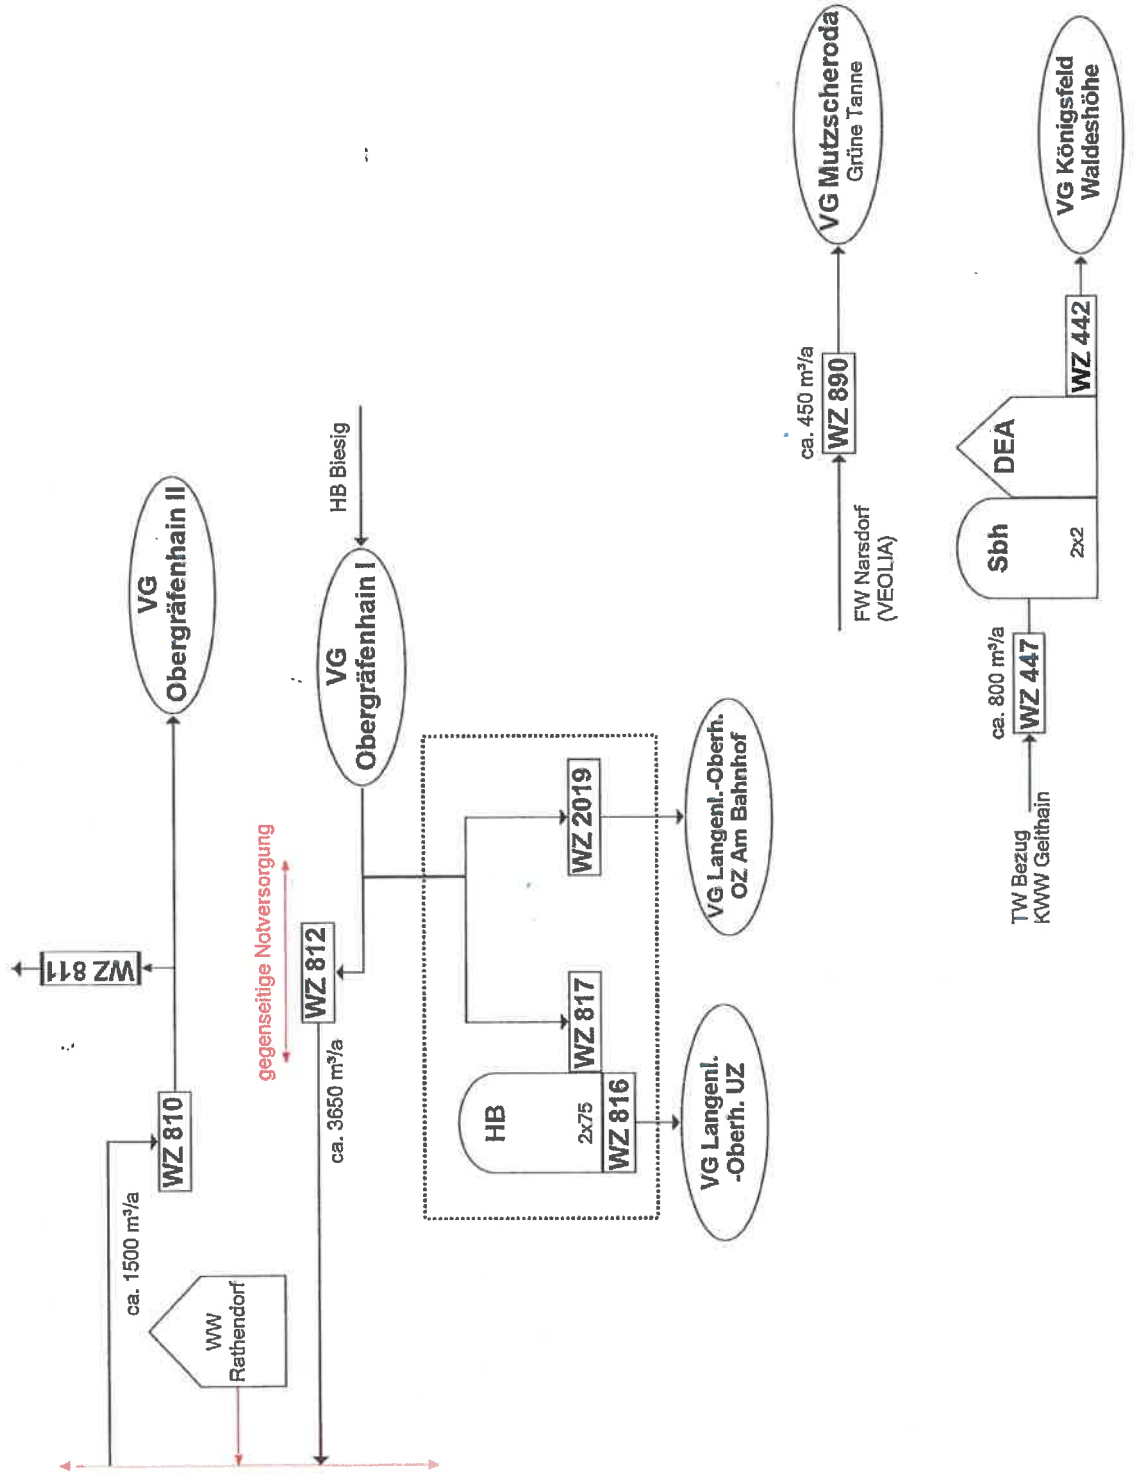 WZ 811
VG
Obergräfenhain II
WZ 810
ca. 1500 m³/a
WW
Rathendorf
gegenseitige Notversorgung
HB Biesig
VG
Obergräfenhain I
WZ 812
ca. 3650 m³/a
WZ 2019
WZ 817
HB
2x75
WZ 816
VG Langenl.-Oberh.
OZ Am Bahnhof
VG Langenl.
-Oberh. UZ
VG Mutzscheroda
Grüne Tanne
ca. 450 m³/a
WZ 890
FW Narsdorf
(VEOLIA)
VG Königsfeld
Waldeshöhe
WZ 442
DEA
Sbh
2x2
ca. 800 m³/a
WZ 447
TW Bezug
KWW Geithain